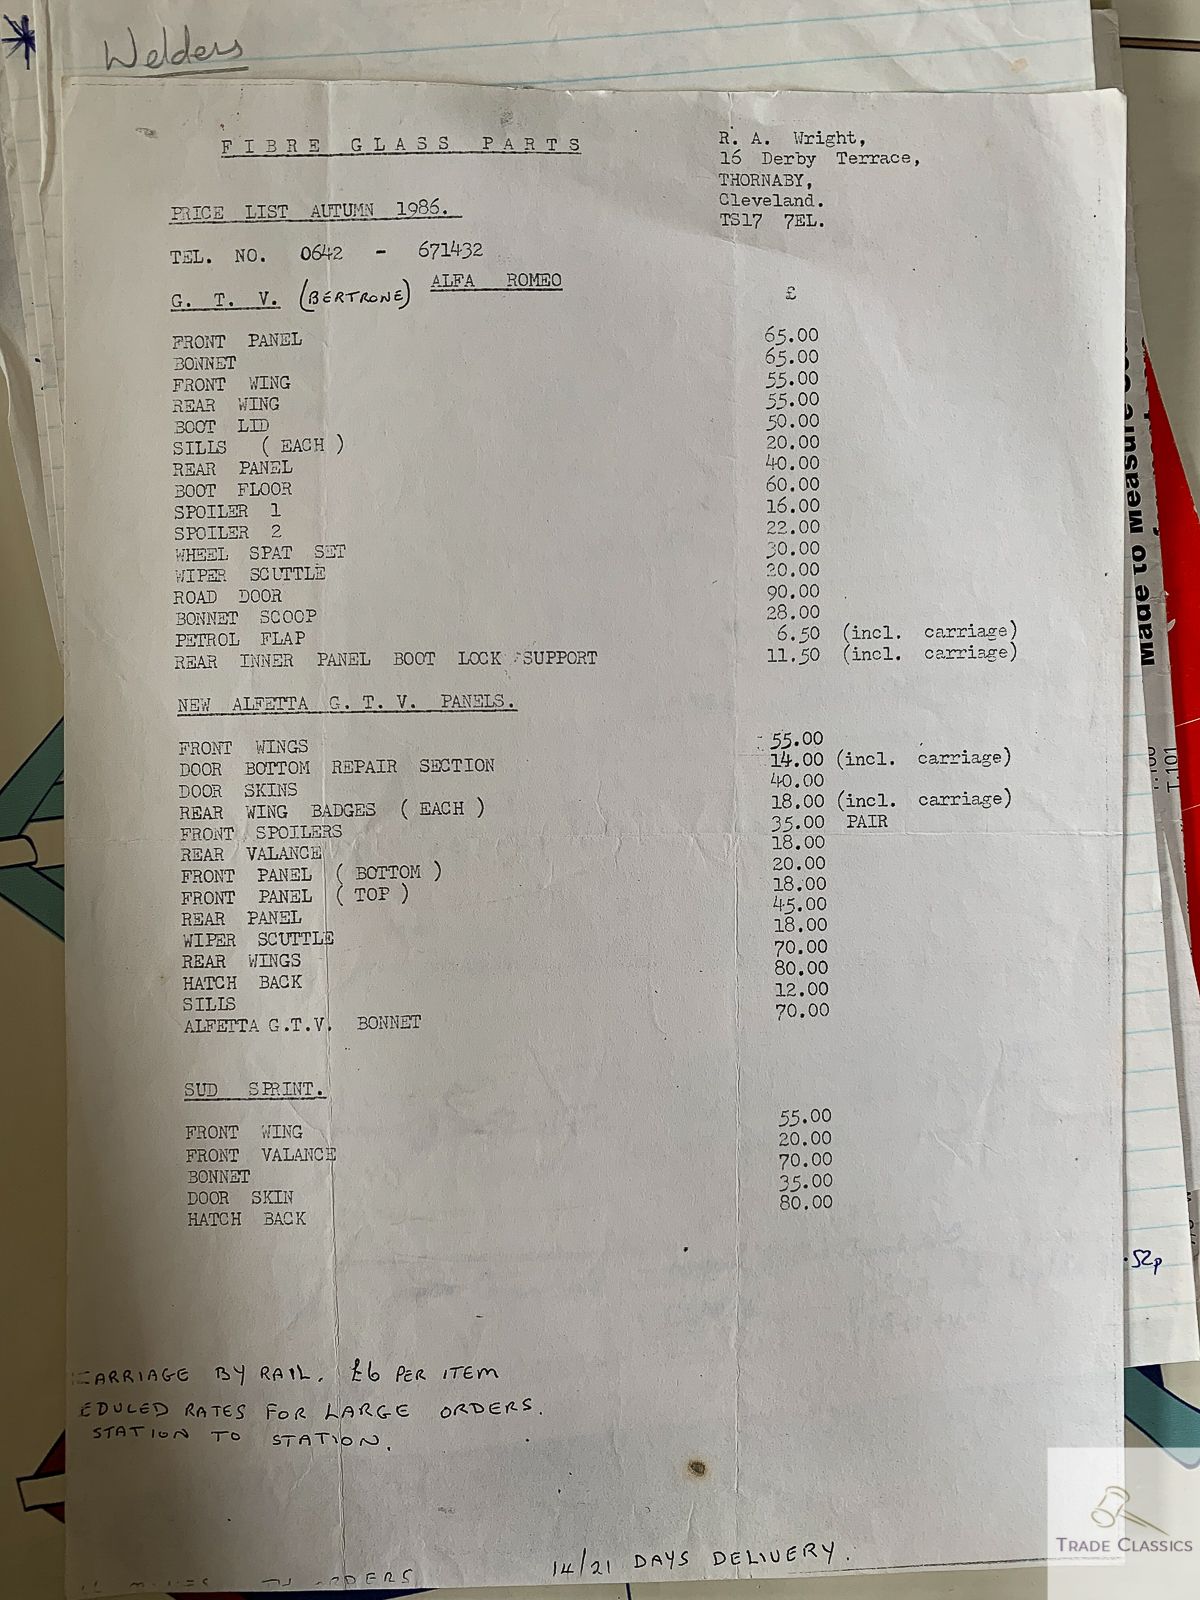 Welders
FIBRE GLASS PARTS
R. A. Wright,
16 Derby Terrace,
THORNABY,
Cleveland.
TS17 7EL.
PRICE LIST AUTUMN 1986.
TEL. NO. 0642 - 671432
ALFA ROMEO
G. T. V. (BERTRONE)
£
FRONT PANEL 65.00
BONNET 65.00
FRONT WING 55.00
REAR WING 55.00
BOOT LID 50.00
SILLS ( EACH ) 20.00
REAR PANEL 40.00
BOOT FLOOR 60.00
SPOILER 1 16.00
SPOILER 2 22.00
WHEEL SPAT SET 30.00
WIPER SCUTTLE 20.00
ROAD DOOR 90.00
BONNET SCOOP 28.00
PETROL FLAP 6.50 (incl. carriage)
REAR INNER PANEL BOOT LOCK SUPPORT 11.50 (incl. carriage)
NEW ALFETTA G. T. V. PANELS.
FRONT WINGS 55.00
DOOR BOTTOM REPAIR SECTION 14.00 (incl. carriage)
DOOR SKINS 40.00
REAR WING BADGES ( EACH ) 18.00 (incl. carriage)
FRONT SPOILERS 35.00 PAIR
REAR VALANCE 18.00
FRONT PANEL ( BOTTOM ) 20.00
FRONT PANEL ( TOP ) 18.00
REAR PANEL 45.00
WIPER SCUTTLE 18.00
REAR WINGS 70.00
HATCH BACK 80.00
SILLS 12.00
ALFETTA G.T.V. BONNET 70.00
SUD SPRINT.
FRONT WING 55.00
FRONT VALANCE 20.00
BONNET 70.00
DOOR SKIN 35.00
HATCH BACK 80.00
CARRIAGE BY RAIL. £6 PER ITEM
EDULED RATES FOR LARGE ORDERS.
STATION TO STATION.
14/21 DAYS DELIVERY.
ORDERS
Made to Measure
T.101
.52p
TRADE CLASSICS